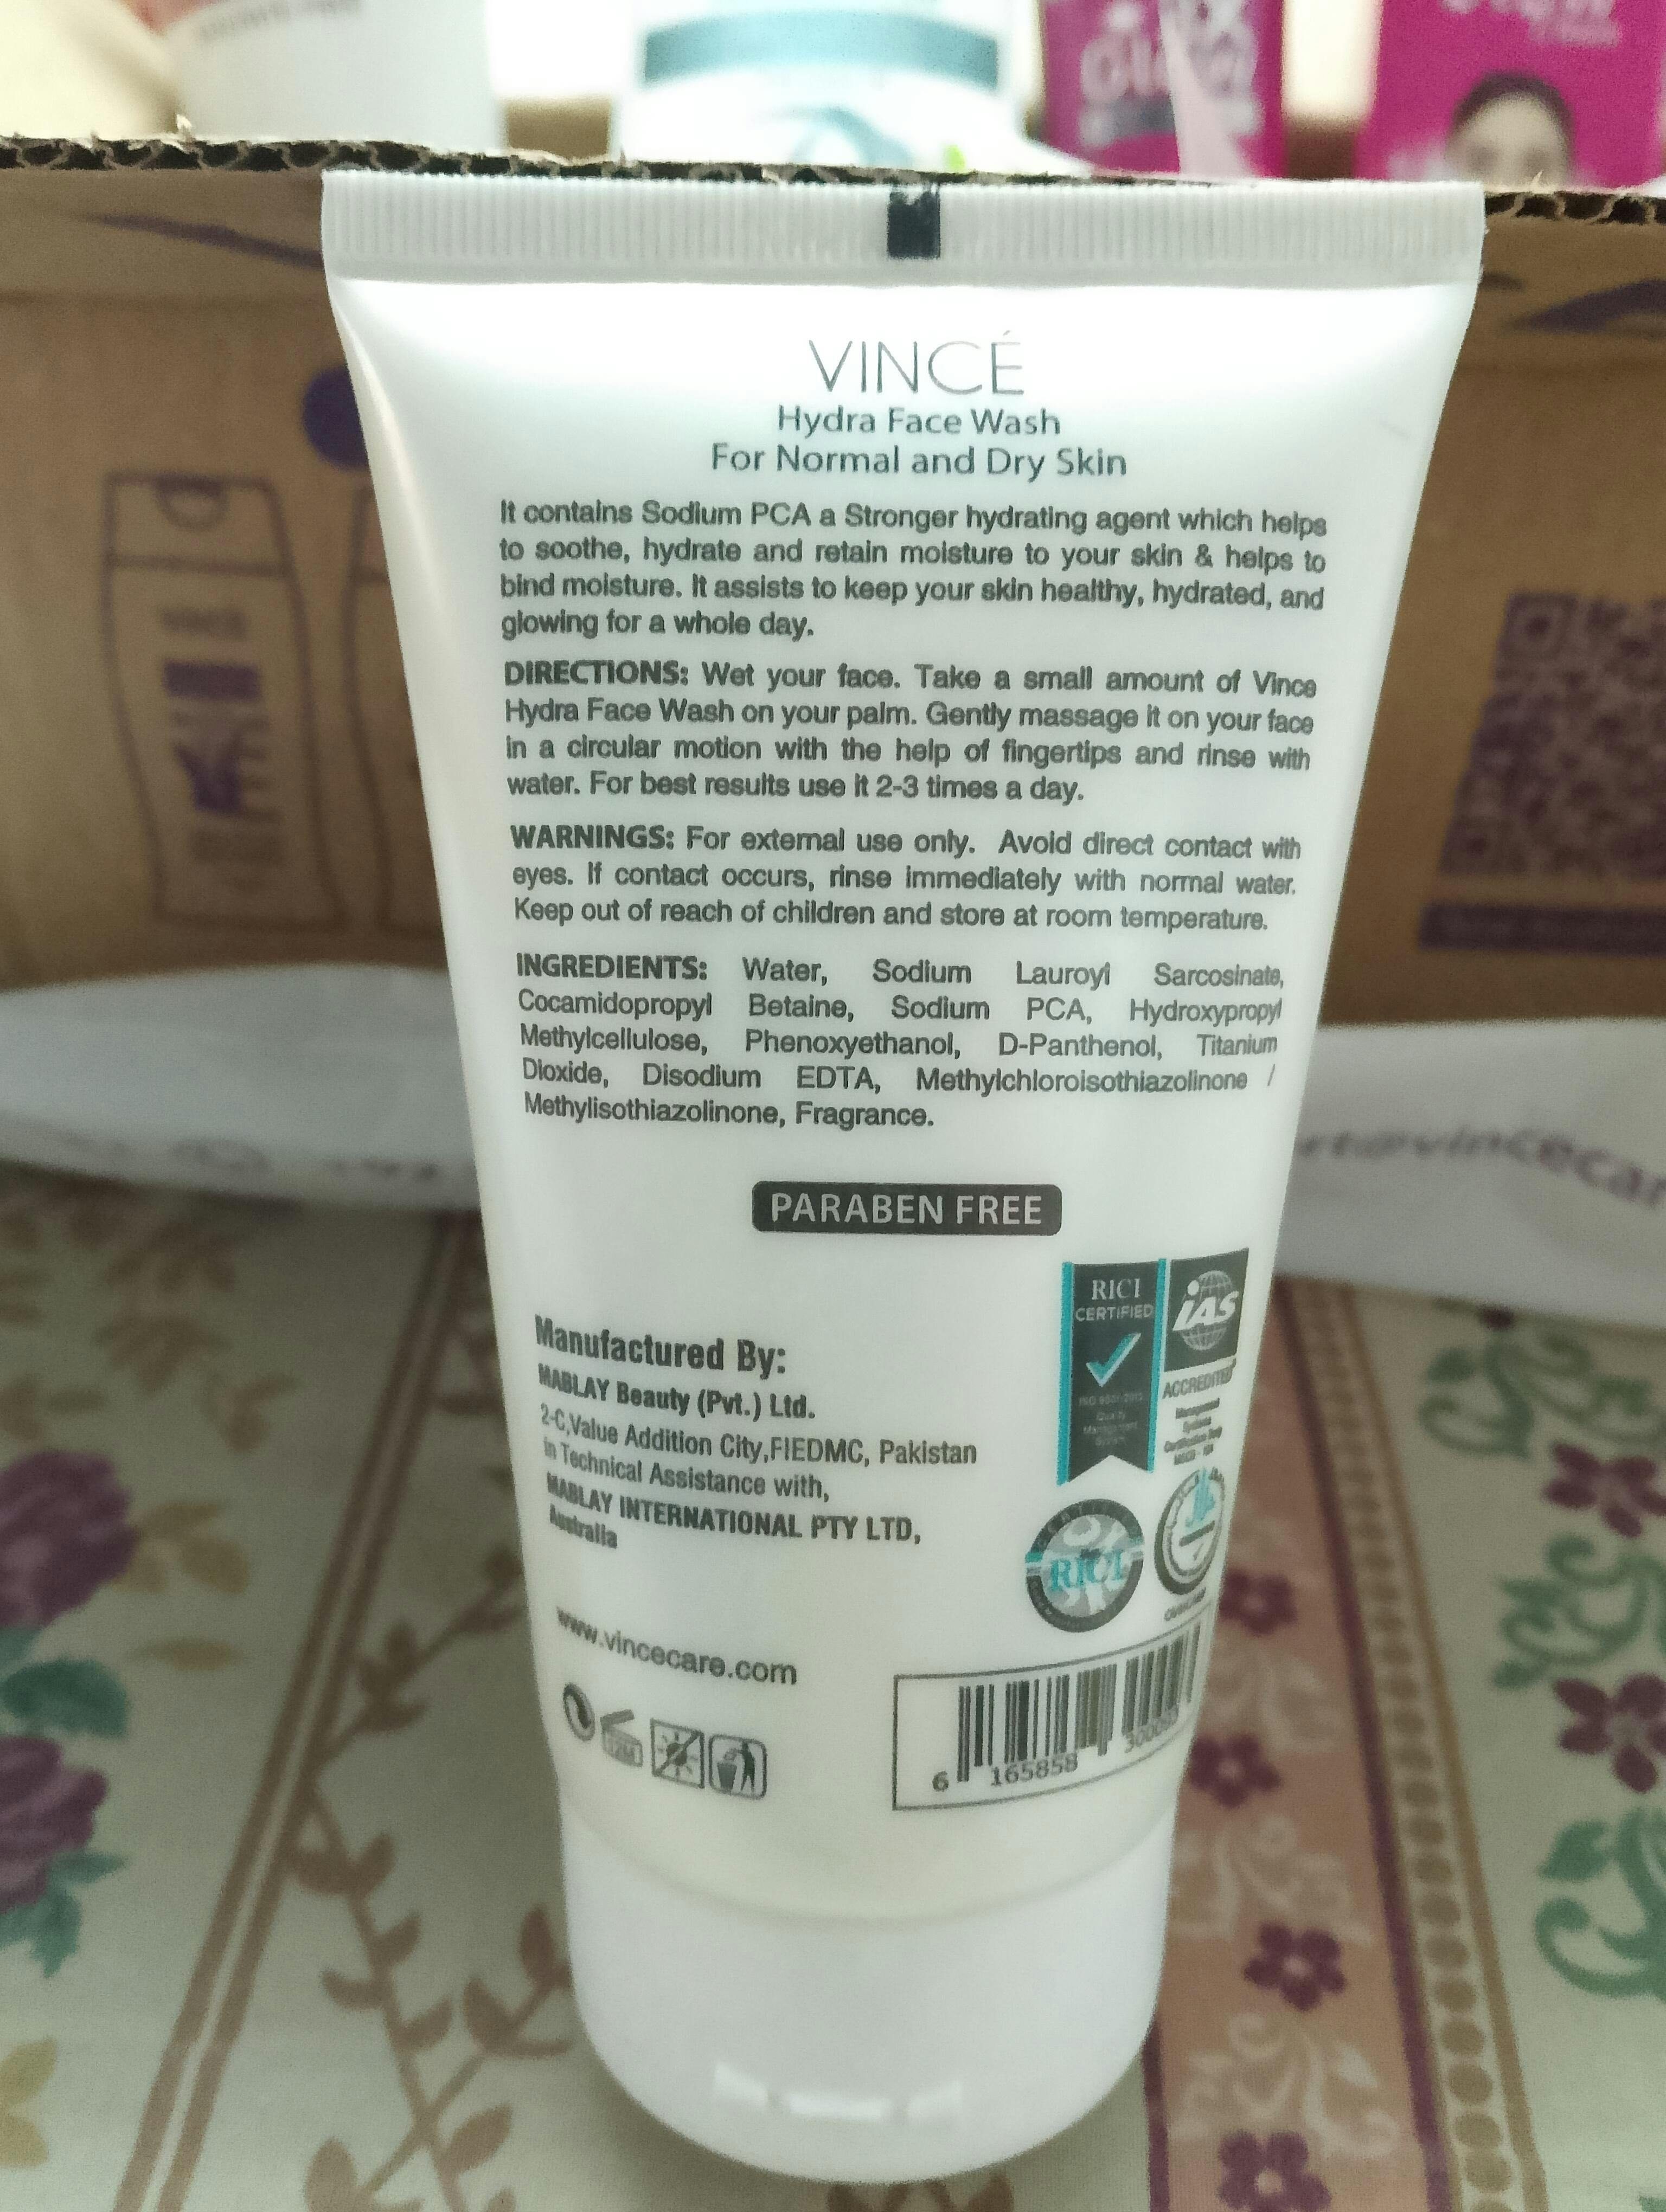 VINCÉ
Hydra Face Wash
For Normal and Dry Skin
It contains Sodium PCA a Stronger hydrating agent which helps
to soothe, hydrate and retain moisture to your skin & helps to
bind moisture. It assists to keep your skin healthy, hydrated, and
glowing for a whole day.
DIRECTIONS: Wet your face. Take a small amount of Vince
Hydra Face Wash on your palm. Gently massage it on your face
in a circular motion with the help of fingertips and rinse with
water. For best results use it 2-3 times a day.
WARNINGS: For external use only. Avoid direct contact with
eyes. If contact occurs, rinse immediately with normal water.
Keep out of reach of children and store at room temperature.
INGREDIENTS: Water, Sodium Lauroyl Sarcosinate,
Cocamidopropyl Betaine, Sodium PCA, Hydroxypropyl
Methylcellulose, Phenoxyethanol, D-Panthenol, Titanium
Dioxide, Disodium EDTA, Methylchloroisothiazolinone /
Methylisothiazolinone, Fragrance.
PARABEN FREE
RICI
CERTIFIED
Quality
Management
System
iAS
ACCREDITED
Management
Systems
RICI
Manufactured By:
MABLAY Beauty (Pvt.) Ltd.
2-C,Value Addition City,FIEDMC, Pakistan
in Technical Assistance with,
MABLAY INTERNATIONAL PTY LTD,
Australia
www.vincecare.com
12M
6 165858
VINCE